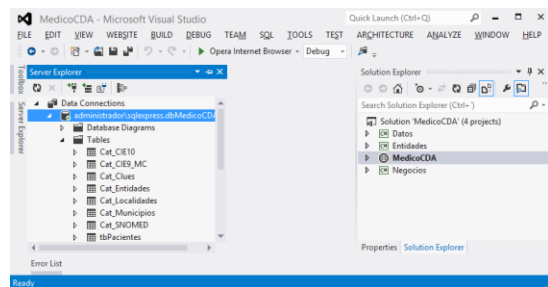 MedicoCDA - Microsoft Visual Studio
Quick Launch (Ctrl+Q)
FILE EDIT VIEW WEBSITE BUILD DEBUG TEAM SQL TOOLS TEST ARCHITECTURE ANALYZE WINDOW HELP
Opera Internet Browser Debug
Toolbox
Server Explorer
Server Explorer
Data Connections
administrador\sqlexpress.dbMedicoCDA
Database Diagrams
Tables
Cat_CIE10
Cat_CIE9_MC
Cat_Clues
Cat_Entidades
Cat_Localidades
Cat_Municipios
Cat_SNOMED
tbPacientes
Error List
Solution Explorer
Search Solution Explorer (Ctrl+´)
Solution 'MedicoCDA' (4 projects)
C# Datos
C# Entidades
MedicoCDA
C# Negocios
Properties Solution Explorer
Ready